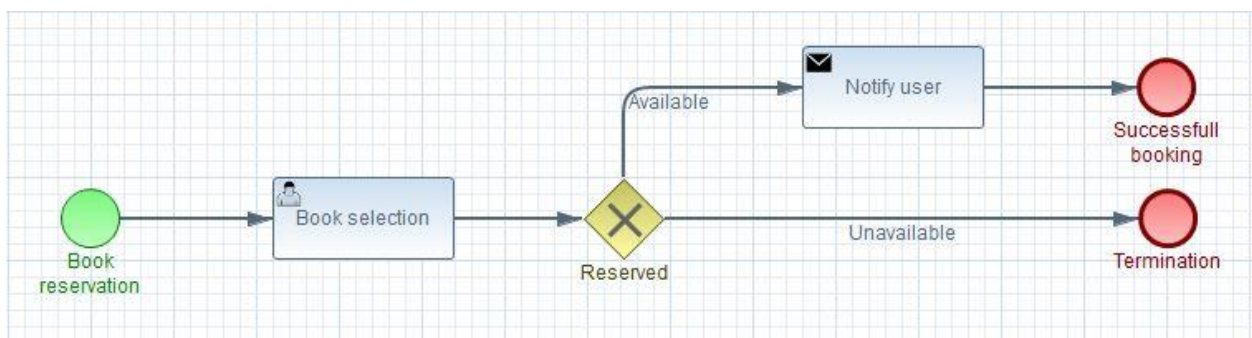 Available
Notify user
Successfull
booking
Book selection
Book
reservation
Reserved
Unavailable
Termination